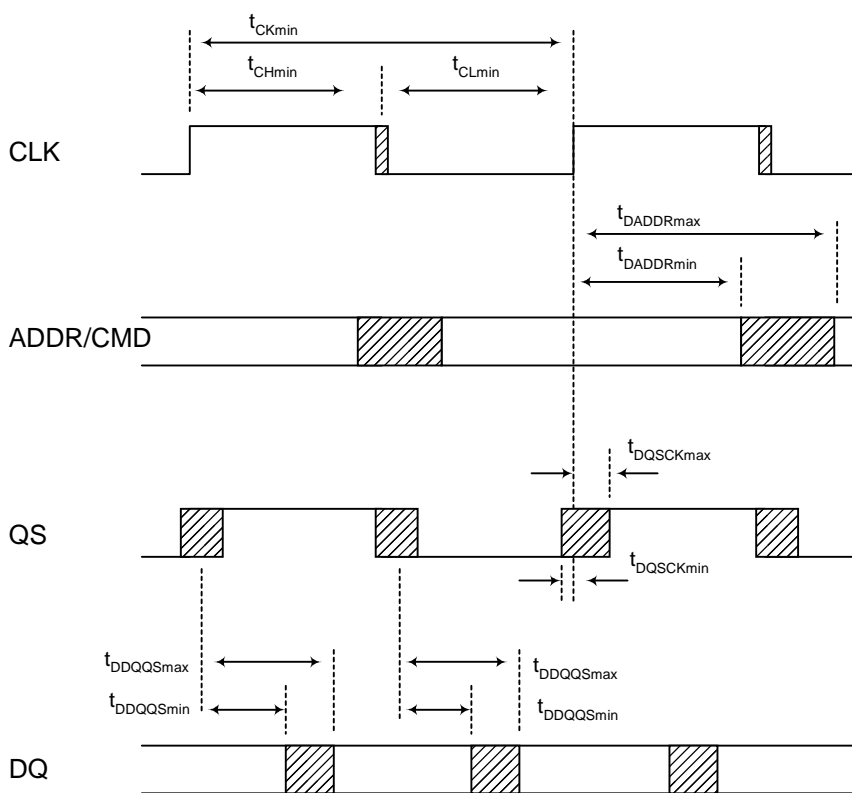 tCKmin
tCHmin
tCLmin
CLK
tDADDRmax
tDADDRmin
ADDR/CMD
tDQSCKmax
QS
tDQSCKmin
tDDQQSmax
tDDQQSmax
tDDQQSmin
tDDQQSmin
DQ